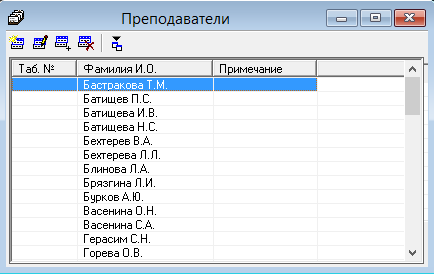 Преподаватели
Таб. № Фамилия И.О. Примечание
Бастракова Т.М.
Батищев П.С.
Батищева И.В.
Батищева Н.С.
Бехтерев В.А.
Бехтерева Л.Л.
Блинова Л.А.
Брязгина Л.И.
Бурков А.Ю.
Васенина О.Н.
Васенина С.А.
Герасим С.Н.
Горева О.В.